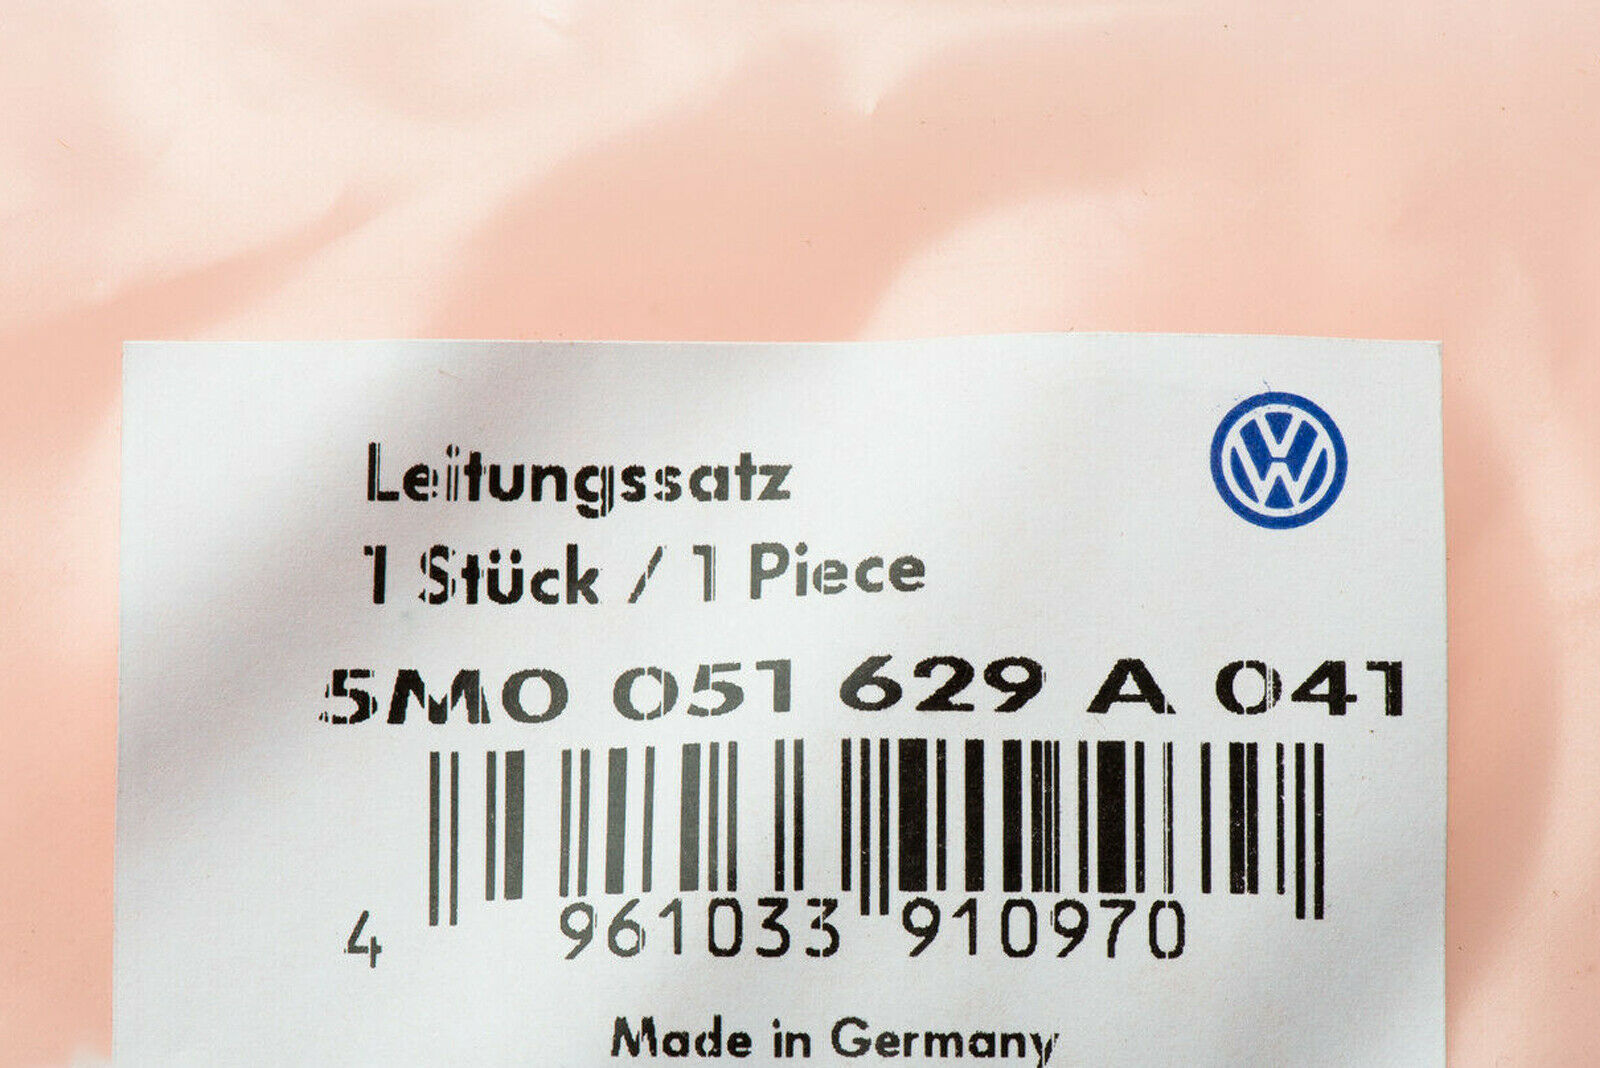 Leitungssatz
1 Stück / 1 Piece
5M0 051 629 A 041
4 961033 910970
Made in Germany